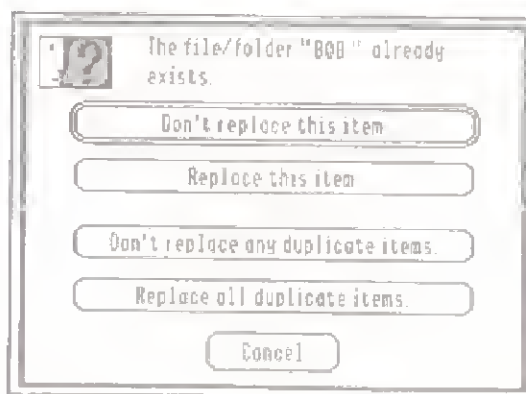 The file/folder "BOB" already
exists.
Don't replace this item
Replace this item
Don't replace any duplicate items.
Replace all duplicate items.
Cancel